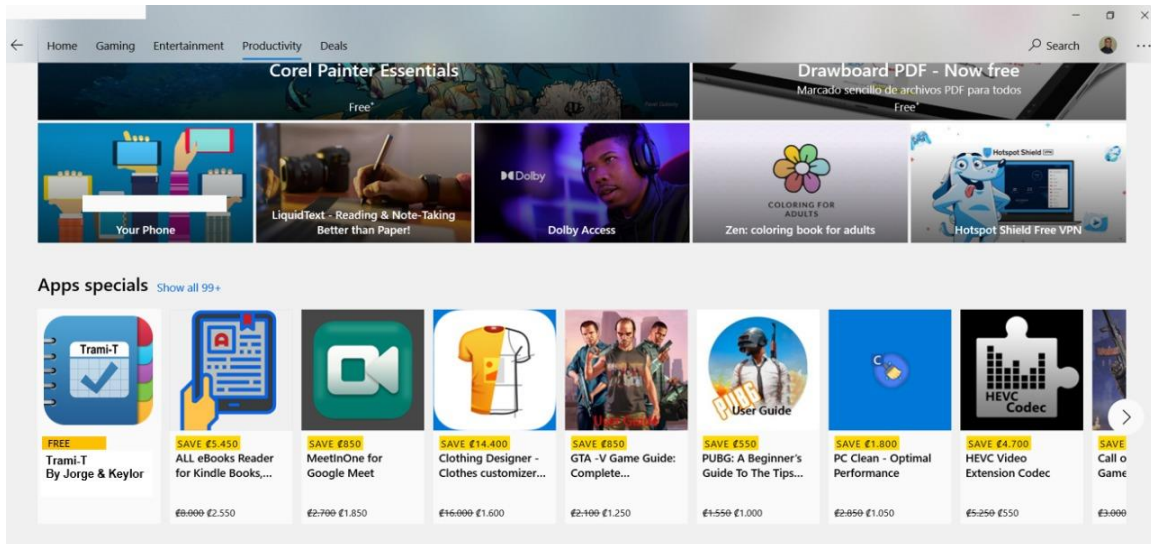 Home Gaming Entertainment Productivity Deals Search
Corel Painter Essentials
Free*
Drawboard PDF - Now free
Marcado sencillo de archivos PDF para todos
Free*
Your Phone
LiquidText - Reading & Note-Taking
Better than Paper!
Dolby
Dolby Access
COLORING FOR
ADULTS
Zen: coloring book for adults
Hotspot Shield VPN
Hotspot Shield Free VPN
Apps specials Show all 99+
Trami-T
FREE
Trami-T
By Jorge & Keylor
A
SAVE ₡5.450
ALL eBooks Reader
for Kindle Books,...
₡8.000 ₡2.550
SAVE ₡850
MeetInOne for
Google Meet
₡2.700 ₡1.850
SAVE ₡14.400
Clothing Designer -
Clothes customizer...
₡16.000 ₡1.600
User Guide
SAVE ₡850
GTA -V Game Guide:
Complete...
₡2.100 ₡1.250
PUBG
User Guide
SAVE ₡550
PUBG: A Beginner's
Guide To The Tips...
₡1.550 ₡1.000
C
SAVE ₡1.800
PC Clean - Optimal
Performance
₡2.850 ₡1.050
HEVC
Codec
SAVE ₡4.700
HEVC Video
Extension Codec
₡5.250 ₡550
SAVE
Call o
Game
₡3.000